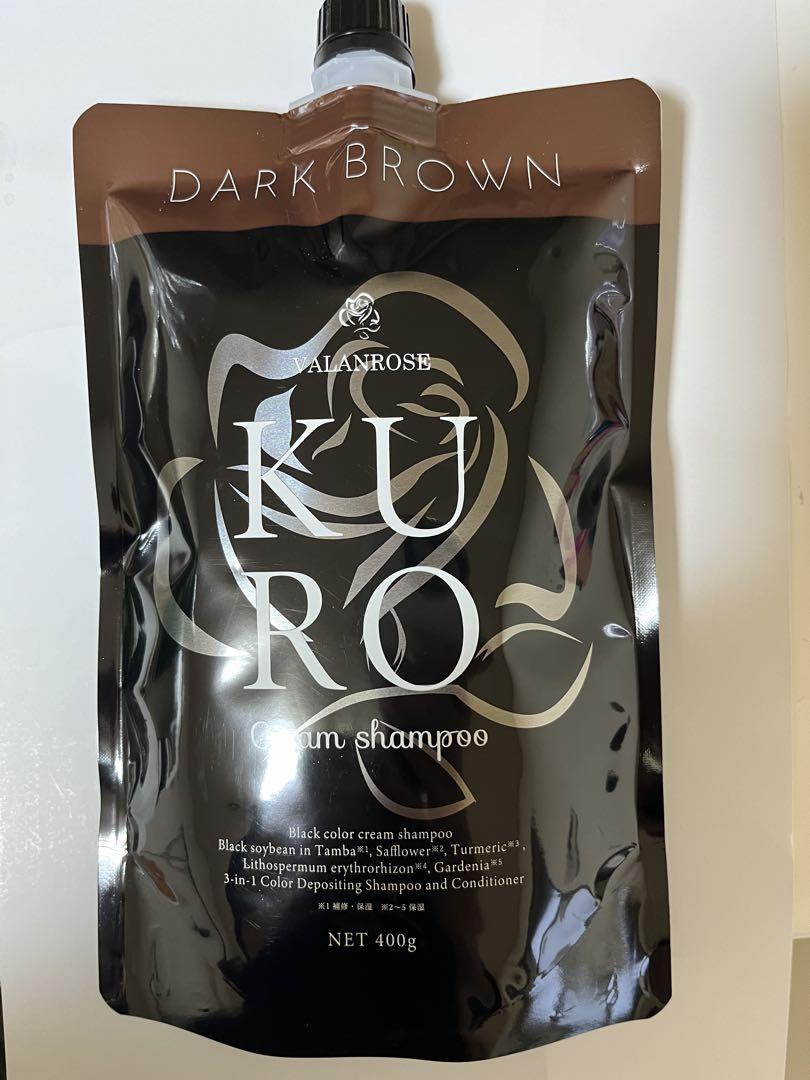 DARK BROWN
VALANROSE
KU
RO
Cream shampoo
Black color cream shampoo
Black soybean in Tamba※1, Safflower※2, Turmeric※3,
Lithospermum erythrorhizon※4, Gardenia※5
3-in-1 Color Depositing Shampoo and Conditioner
※1 補修・保湿 ※2〜5 保湿
NET 400g